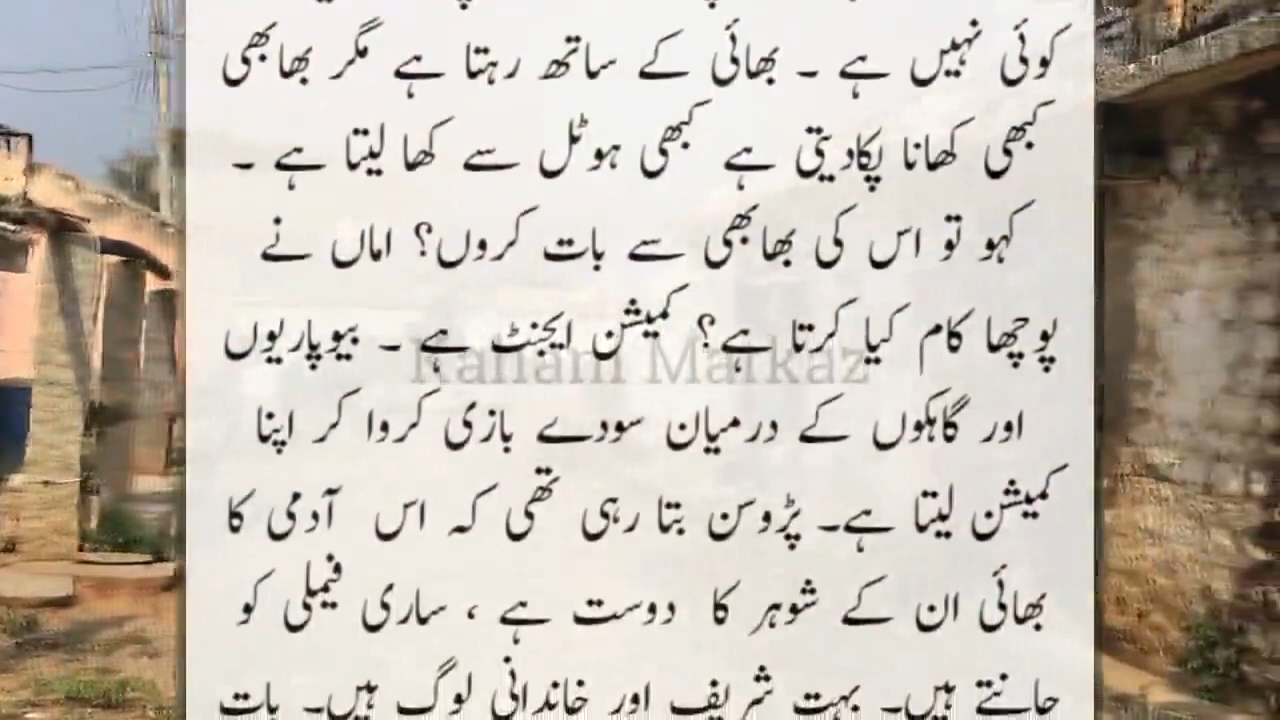 کوئی نہیں ہے ۔ بھائی کے ساتھ رہتا ہے مگر بھابھی
کبھی کھانا پکادیتی ہے کبھی ہوٹل سے کھا لیتا ہے ۔
کہو تو اس کی بھابھی سے بات کروں؟ اماں نے
پوچھا کام کیا کرتا ہے؟ کمیشن ایجنٹ ہے ۔ بیوپاریوں
Kahani Markaz
اور گاہکوں کے درمیان سودے بازی کروا کر اپنا
کمیشن لیتا ہے۔ پڑوسن بتا رہی تھی کہ اس آدمی کا
بھائی ان کے شوہر کا دوست ہے ، ساری فیملی کو
جانتے ہیں۔ بہت شریف اور خاندانی لوگ ہیں۔ بات